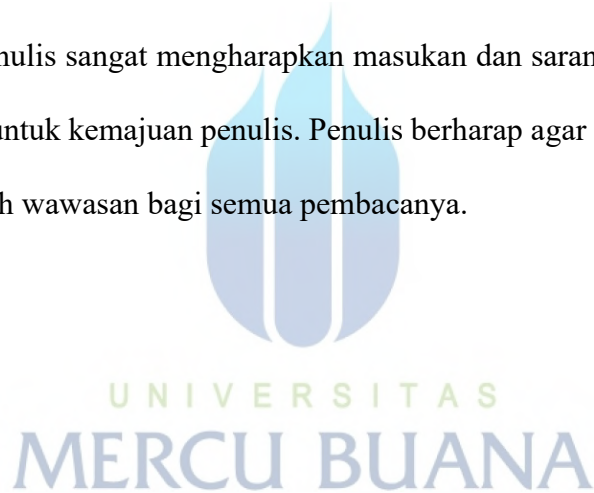 nulis sangat mengharapkan masukan dan saran
untuk kemajuan penulis. Penulis berharap agar
h wawasan bagi semua pembacanya.
UNIVERSITAS
MERCU BUANA